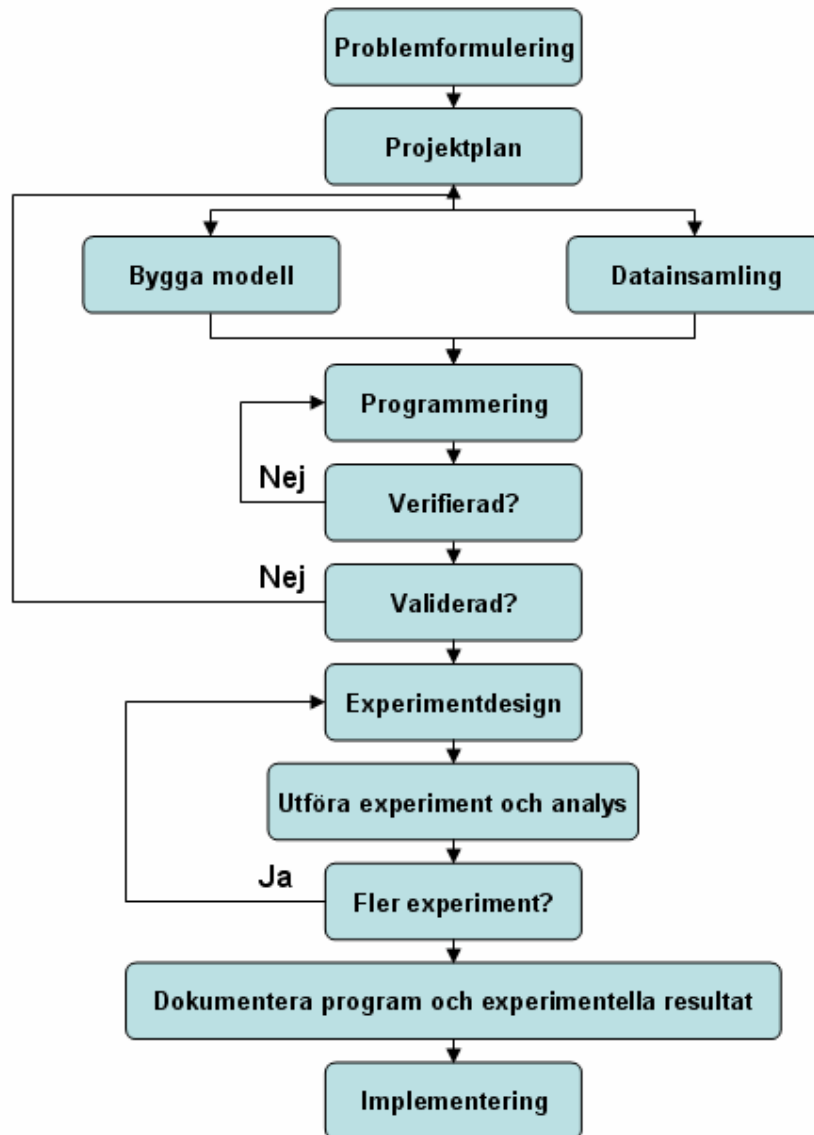 Problemformulering
Projektplan
Bygga modell
Datainsamling
Programmering
Nej
Verifierad?
Nej
Validerad?
Experimentdesign
Utföra experiment och analys
Ja
Fler experiment?
Dokumentera program och experimentella resultat
Implementering